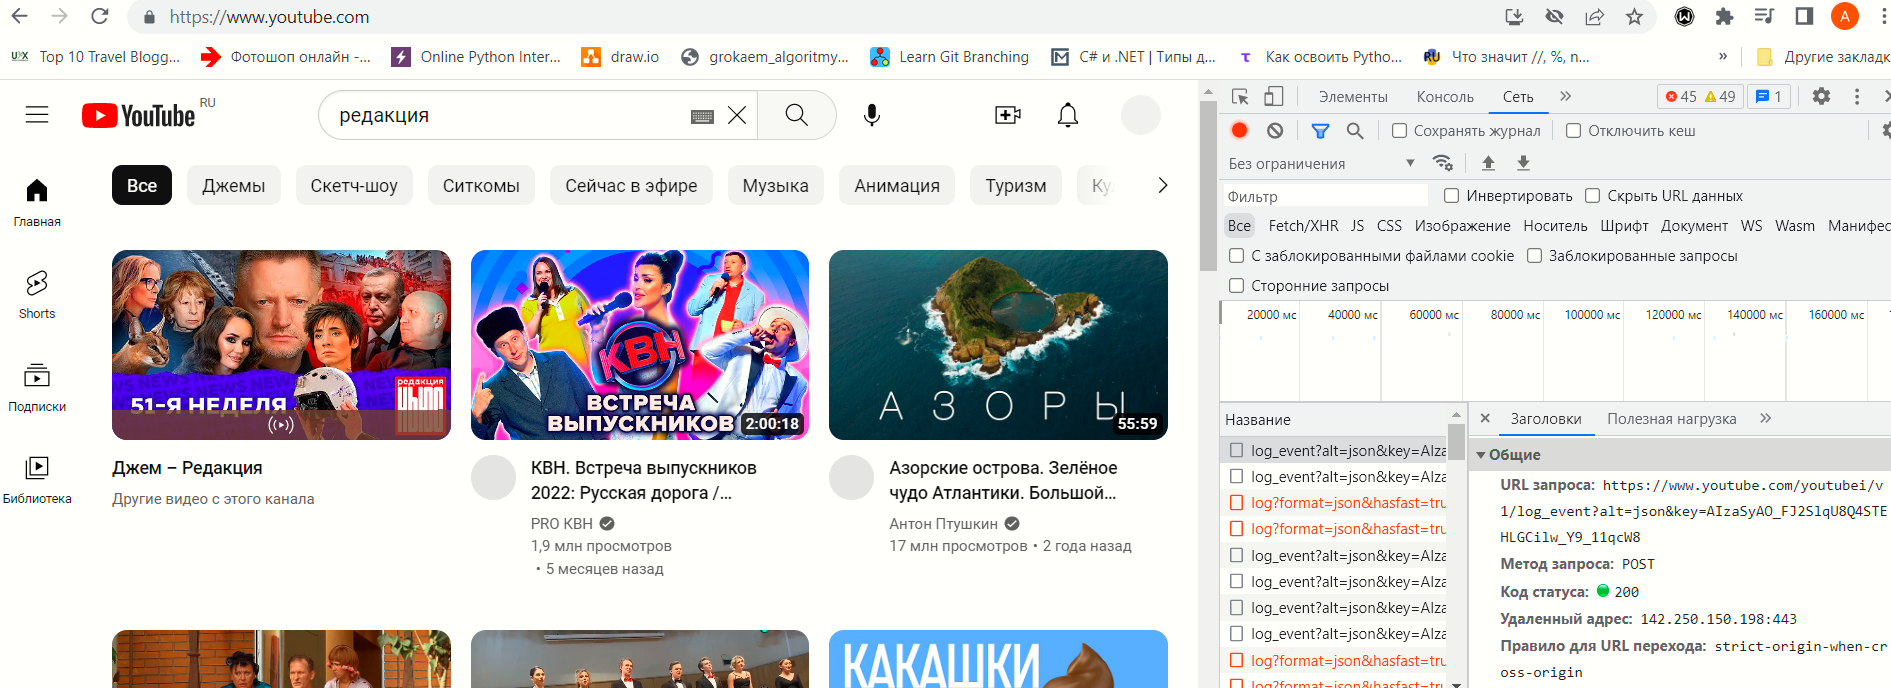 https://www.youtube.com
Top 10 Travel Blogg...
Фотошоп онлайн -...
Online Python Inter...
draw.io
grokaem_algoritmy...
Learn Git Branching
C# и .NET | Типы д...
Как освоить Pytho...
Что значит //, %, n...
»
Другие закладк
YouTube RU
редакция
Элементы Консоль Сеть »
45 49 1
Сохранять журнал Отключить кеш
Без ограничения
Фильтр Инвертировать Скрыть URL данных
Все Fetch/XHR JS CSS Изображение Носитель Шрифт Документ WS Wasm Манифес
С заблокированными файлами cookie Заблокированные запросы
Сторонние запросы
20000 мс 40000 мс 60000 мс 80000 мс 100000 мс 120000 мс 140000 мс 160000 мс
Все Джемы Скетч-шоу Ситкомы Сейчас в эфире Музыка Анимация Туризм Ку
Главная
Shorts
Подписки
Библиотека
NEWS NEWS NEWS
51-Я НЕДЕЛЯ
редакция
НЫЮР
Джем – Редакция
Другие видео с этого канала
КВН
ВСТРЕЧА
ВЫПУСКНИКОВ
2:00:18
КВН. Встреча выпускников
2022: Русская дорога /...
PRO КВН
1,9 млн просмотров
• 5 месяцев назад
АЗОРЫ
55:59
Азорские острова. Зелёное
чудо Атлантики. Большой...
Антон Птушкин
17 млн просмотров • 2 года назад
КАКАШКИ
Название
log_event?alt=json&key=AIza
log_event?alt=json&key=AIza
log?format=json&hasfast=tru
log?format=json&hasfast=tru
log_event?alt=json&key=AIza
log_event?alt=json&key=AIza
log_event?alt=json&key=AIza
log_event?alt=json&key=AIza
log?format=json&hasfast=tru
log?format=json&hasfast=tru
× Заголовки Полезная нагрузка »
Общие
URL запроса: https://www.youtube.com/youtubei/v
1/log_event?alt=json&key=AIzaSyAO_FJ2SlqU8Q4STE
HLGCilw_Y9_11qcW8
Метод запроса: POST
Код статуса: 200
Удаленный адрес: 142.250.150.198:443
Правило для URL перехода: strict-origin-when-cr
oss-origin